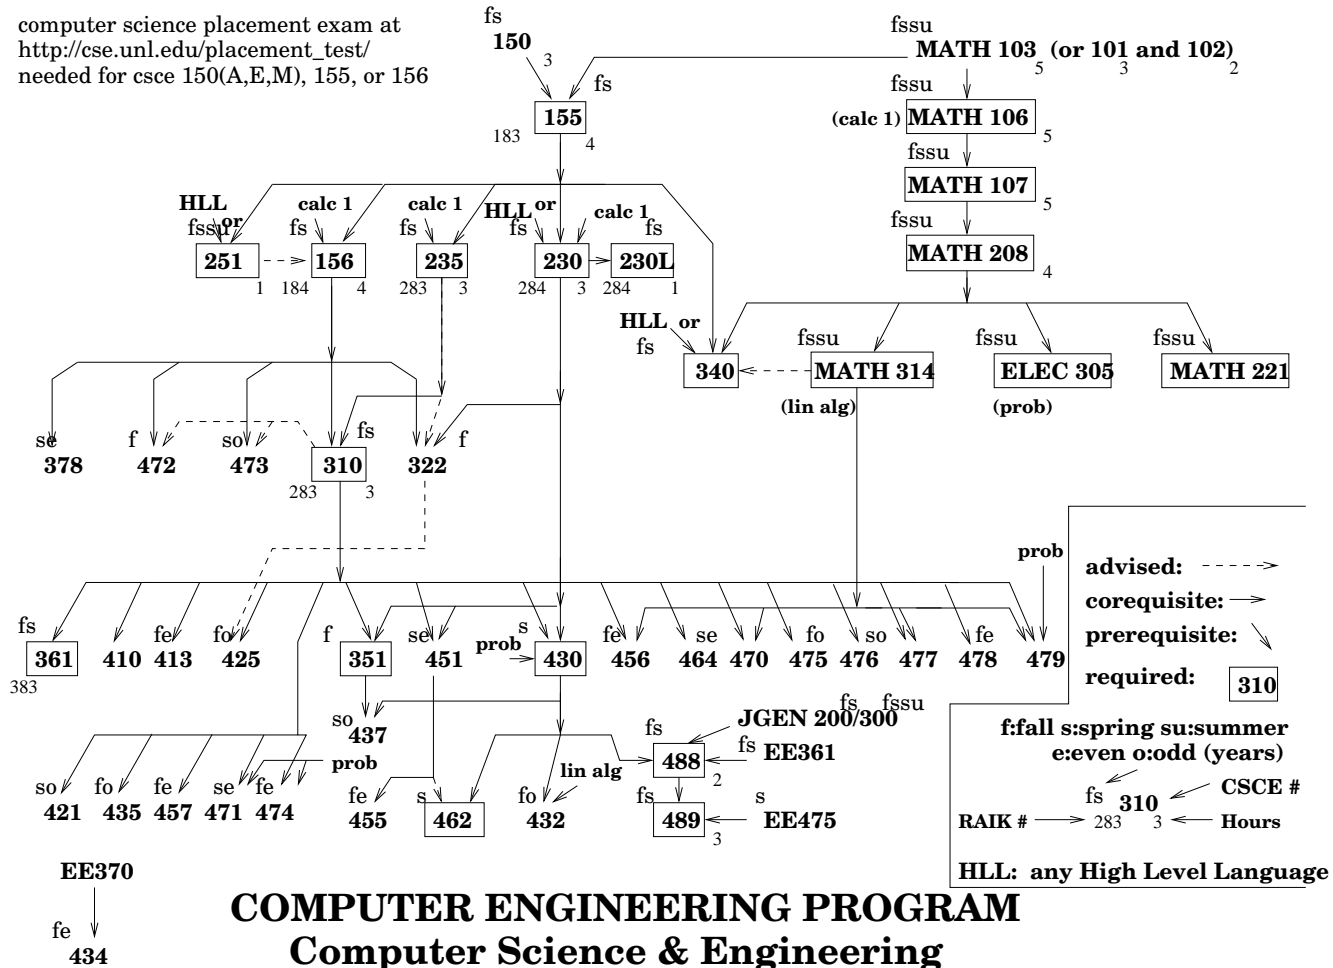 computer science placement exam at
http://cse.unl.edu/placement_test/
needed for csce 150(A,E,M), 155, or 156
fs
150
3
fssu
MATH 103 (or 101 and 102)
5 3 2
fs
155
183 4
fssu
(calc 1) MATH 106
5
fssu
MATH 107
5
fssu
MATH 208
4
HLL or
fssu
251
1
calc 1
fs
156
184 4
calc 1
fs
235
283 3
HLL or
fs
230
284 3
calc 1
fs
230L
284 1
HLL or
fs
340
fssu
MATH 314
(lin alg)
fssu
ELEC 305
(prob)
fssu
MATH 221
se
378
f
472
so
473
fs
310
283 3
f
322
fs
361
383
410
fe
413
fo
425
f
351
se
451
prob
s
430
fe
456
se
464
470
fo
475
476
so
477
fe
478
prob
479
so
437
fs fssu
JGEN 200/300
fs
488
2
fs
EE361
prob
so
421
fo
435
fe
457
se
471
fe
474
fe
455
s
462
lin alg
fo
432
fs
489
3
s
EE475
EE370
fe
434
advised:
corequisite:
prerequisite:
required: 310
f:fall s:spring su:summer
e:even o:odd (years)
fs
310
CSCE #
RAIK # 283 3 Hours
HLL: any High Level Language
COMPUTER ENGINEERING PROGRAM
Computer Science & Engineering